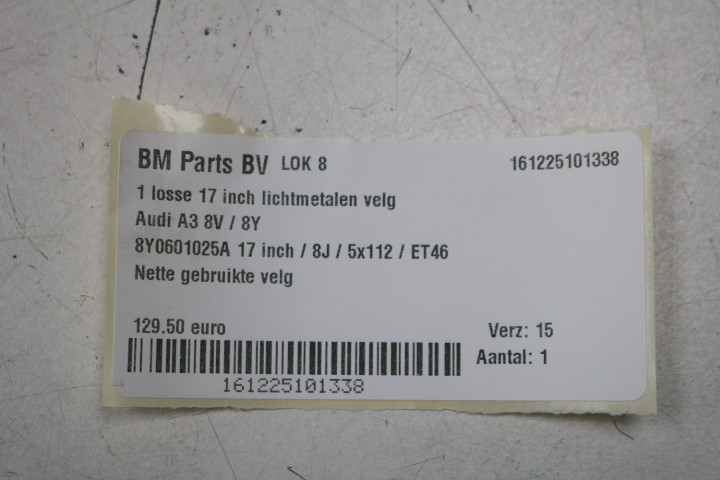 BM Parts BV LOK 8 161225101338
1 losse 17 inch lichtmetalen velg
Audi A3 8V / 8Y
8Y0601025A 17 inch / 8J / 5x112 / ET46
Nette gebruikte velg
129.50 euro Verz: 15
Aantal: 1
161225101338